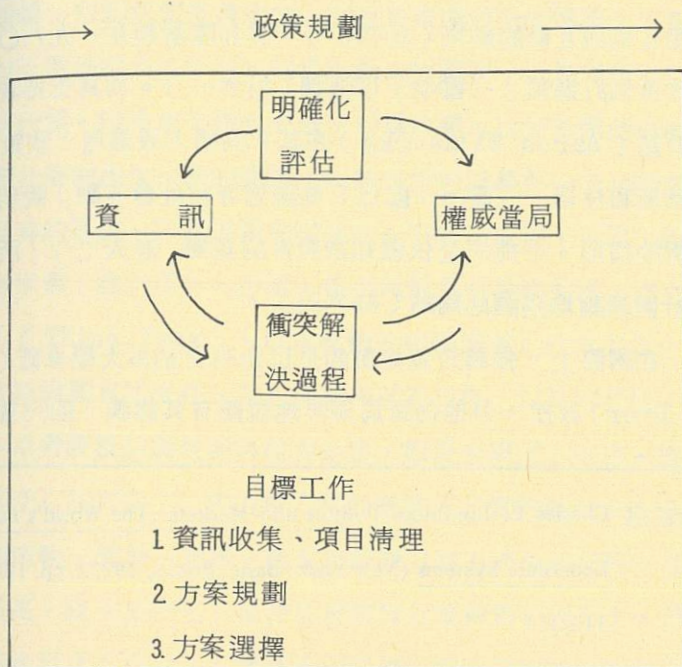 政策規劃
明確化
評估
資訊
權威當局
衝突解
決過程
目標工作
1 資訊收集、項目清理
2 方案規劃
3. 方案選擇